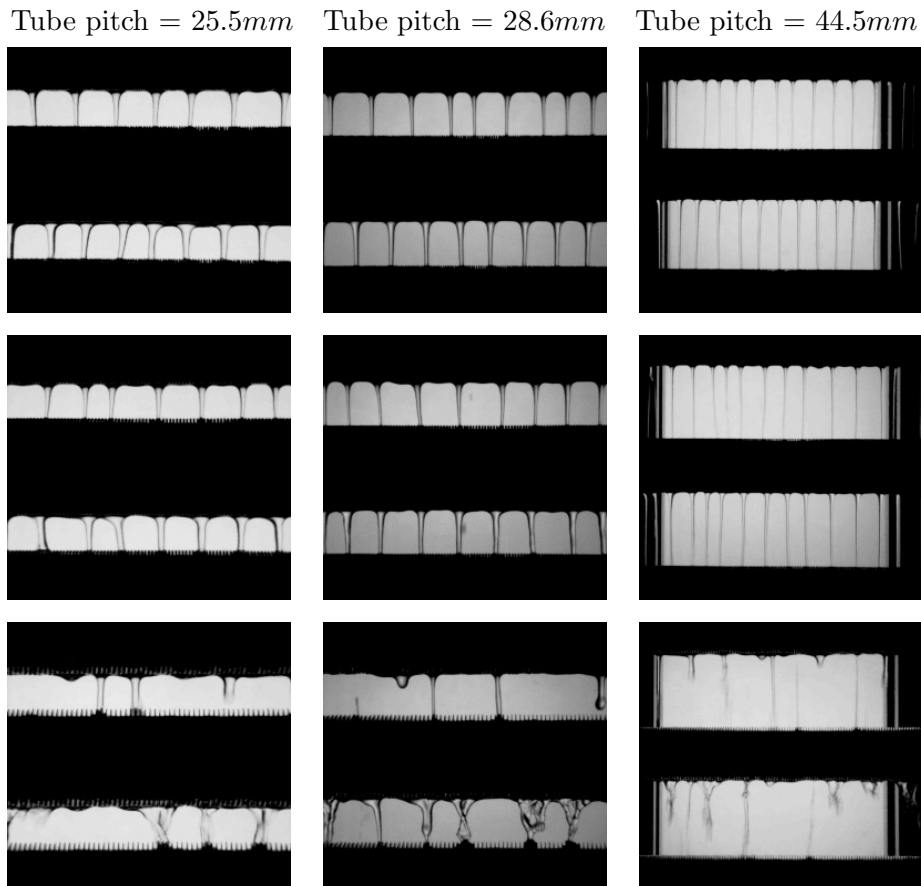 Tube pitch = 25.5mm
Tube pitch = 28.6mm
Tube pitch = 44.5mm